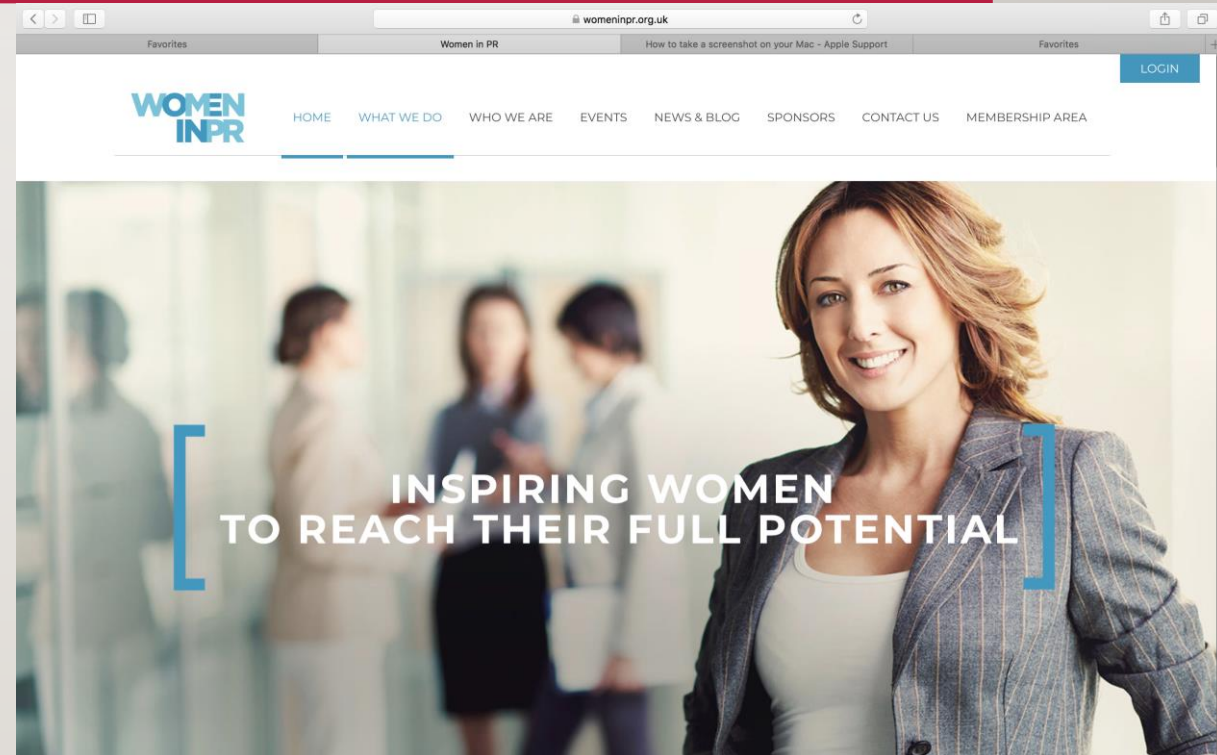 womeninpr.org.uk
Favorites
Women in PR
How to take a screenshot on your Mac - Apple Support
Favorites
LOGIN
WOMEN
INPR
HOME
WHAT WE DO
WHO WE ARE
EVENTS
NEWS & BLOG
SPONSORS
CONTACT US
MEMBERSHIP AREA
INSPIRING WOMEN
TO REACH THEIR FULL POTENTIAL